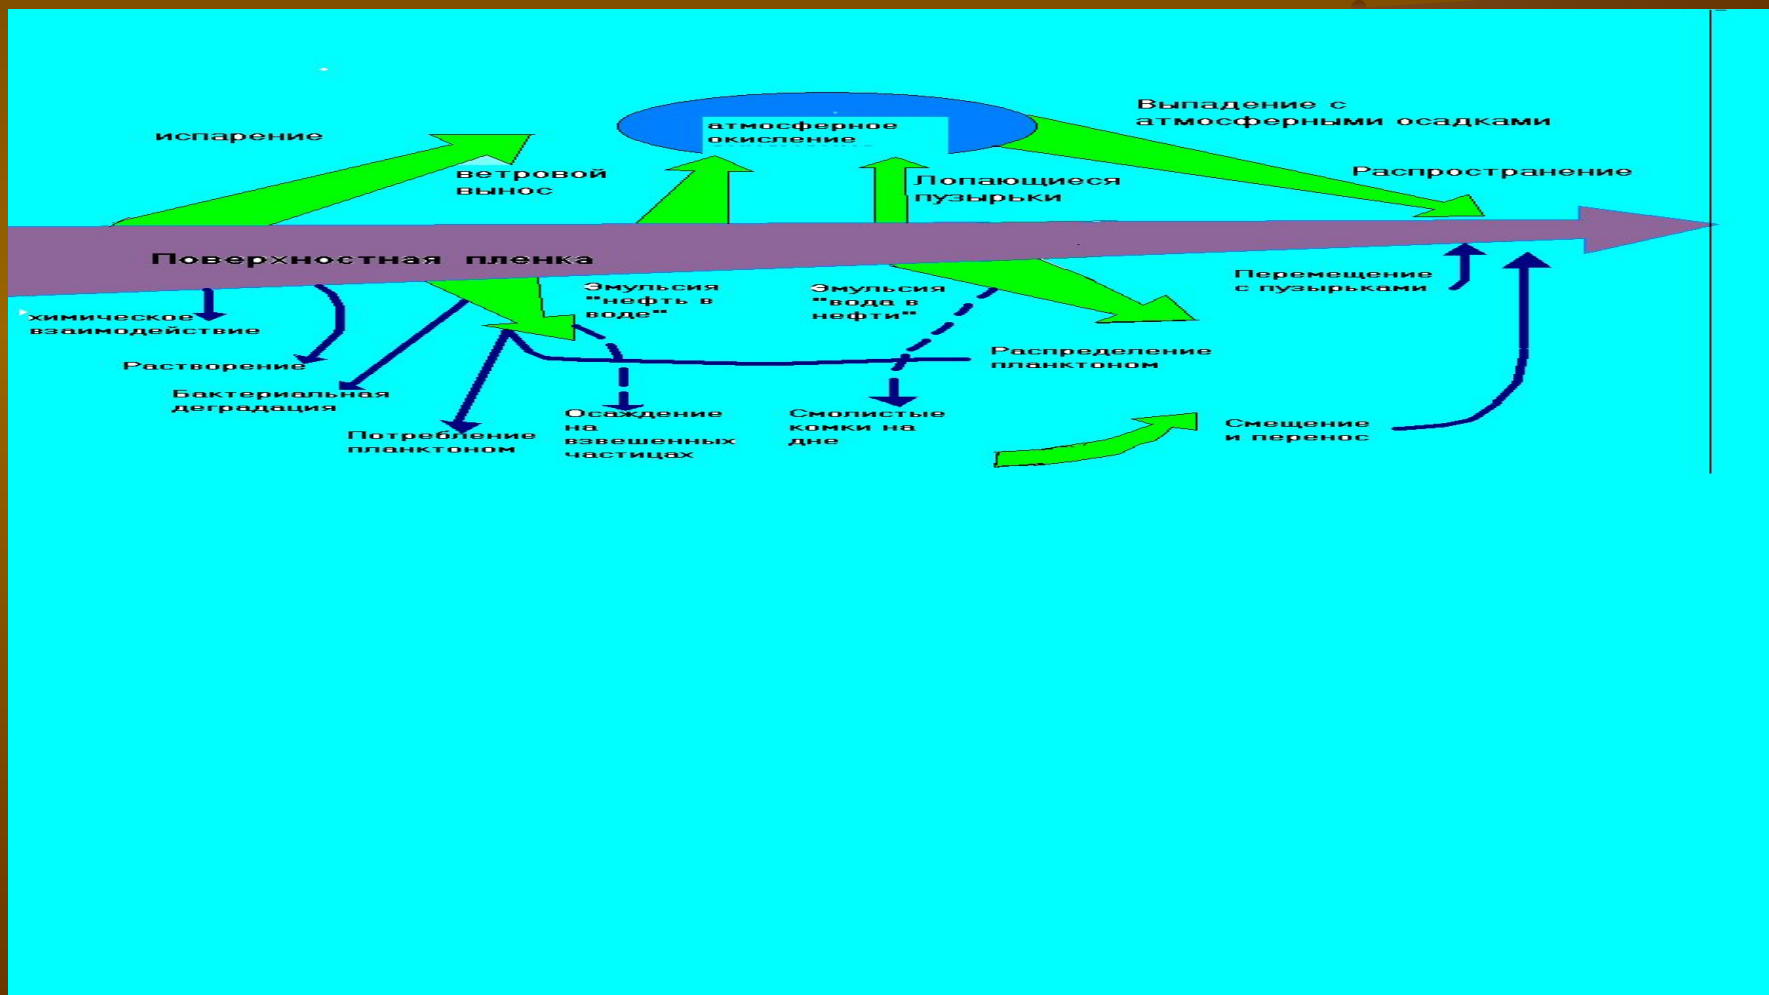 Выпадение с
атмосферными осадками
атмосферное
окисление
испарение
ветровой
вынос
Лопающиеся
пузырьки
Распространение
Поверхностная пленка
Эмульсия
"нефть в
воде"
Эмульсия
"вода в
нефти"
Перемещение
с пузырьками
химическое
взаимодействие
Растворение
Распределение
планктоном
Бактериальная
деградация
Потребление
планктоном
Осаждение
на
взвешенных
частицах
Смолистые
комки на
дне
Смещение
и перенос